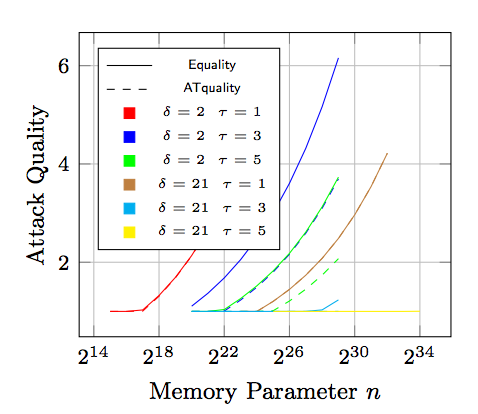 6
4
2
Attack Quality
Equality
ATquality
δ = 2 τ = 1
δ = 2 τ = 3
δ = 2 τ = 5
δ = 21 τ = 1
δ = 21 τ = 3
δ = 21 τ = 5
2^14 2^18 2^22 2^26 2^30 2^34
Memory Parameter n